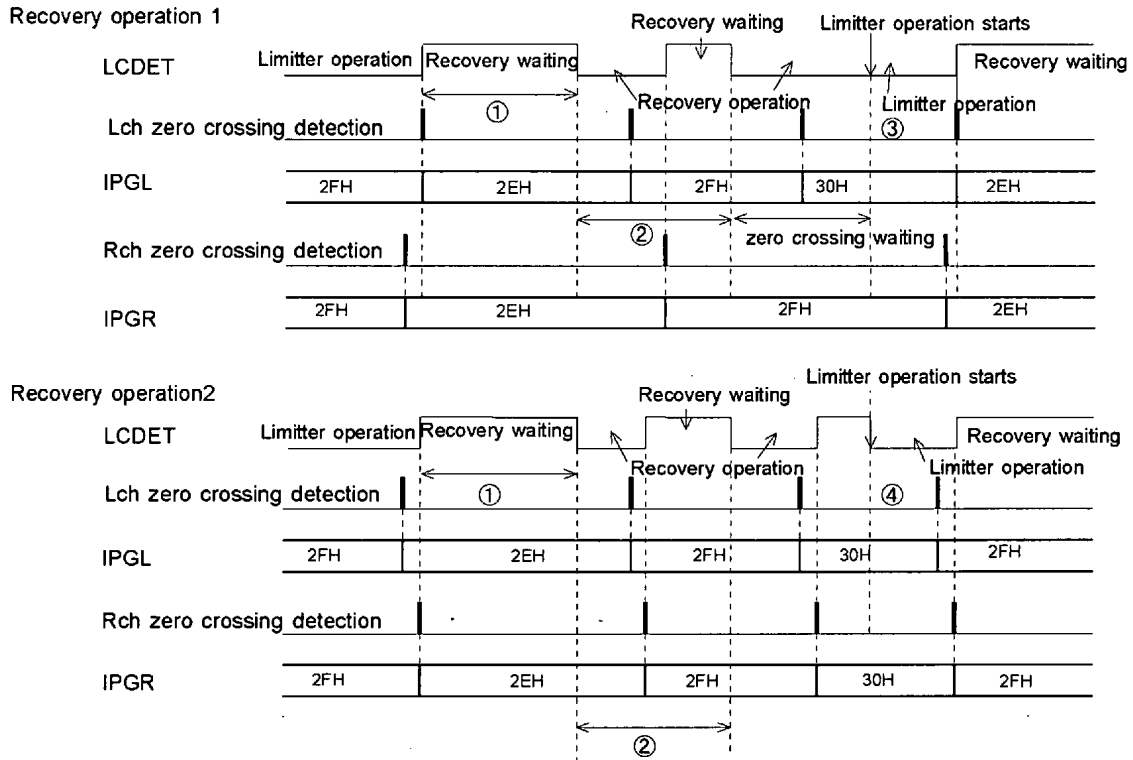 Recovery operation 1
Recovery waiting
Limitter operation starts
LCDET
Limitter operation
Recovery waiting
Recovery waiting
Recovery operation
Limitter operation
①
③
Lch zero crossing detection
IPGL
2FH
2EH
2FH
30H
2EH
②
zero crossing waiting
Rch zero crossing detection
IPGR
2FH
2EH
2FH
2EH
Recovery operation2
Recovery waiting
Limitter operation starts
LCDET
Limitter operation
Recovery waiting
Recovery waiting
Recovery operation
Limitter operation
①
④
Lch zero crossing detection
IPGL
2FH
2EH
2FH
30H
2FH
Rch zero crossing detection
IPGR
2FH
2EH
2FH
30H
2FH
②